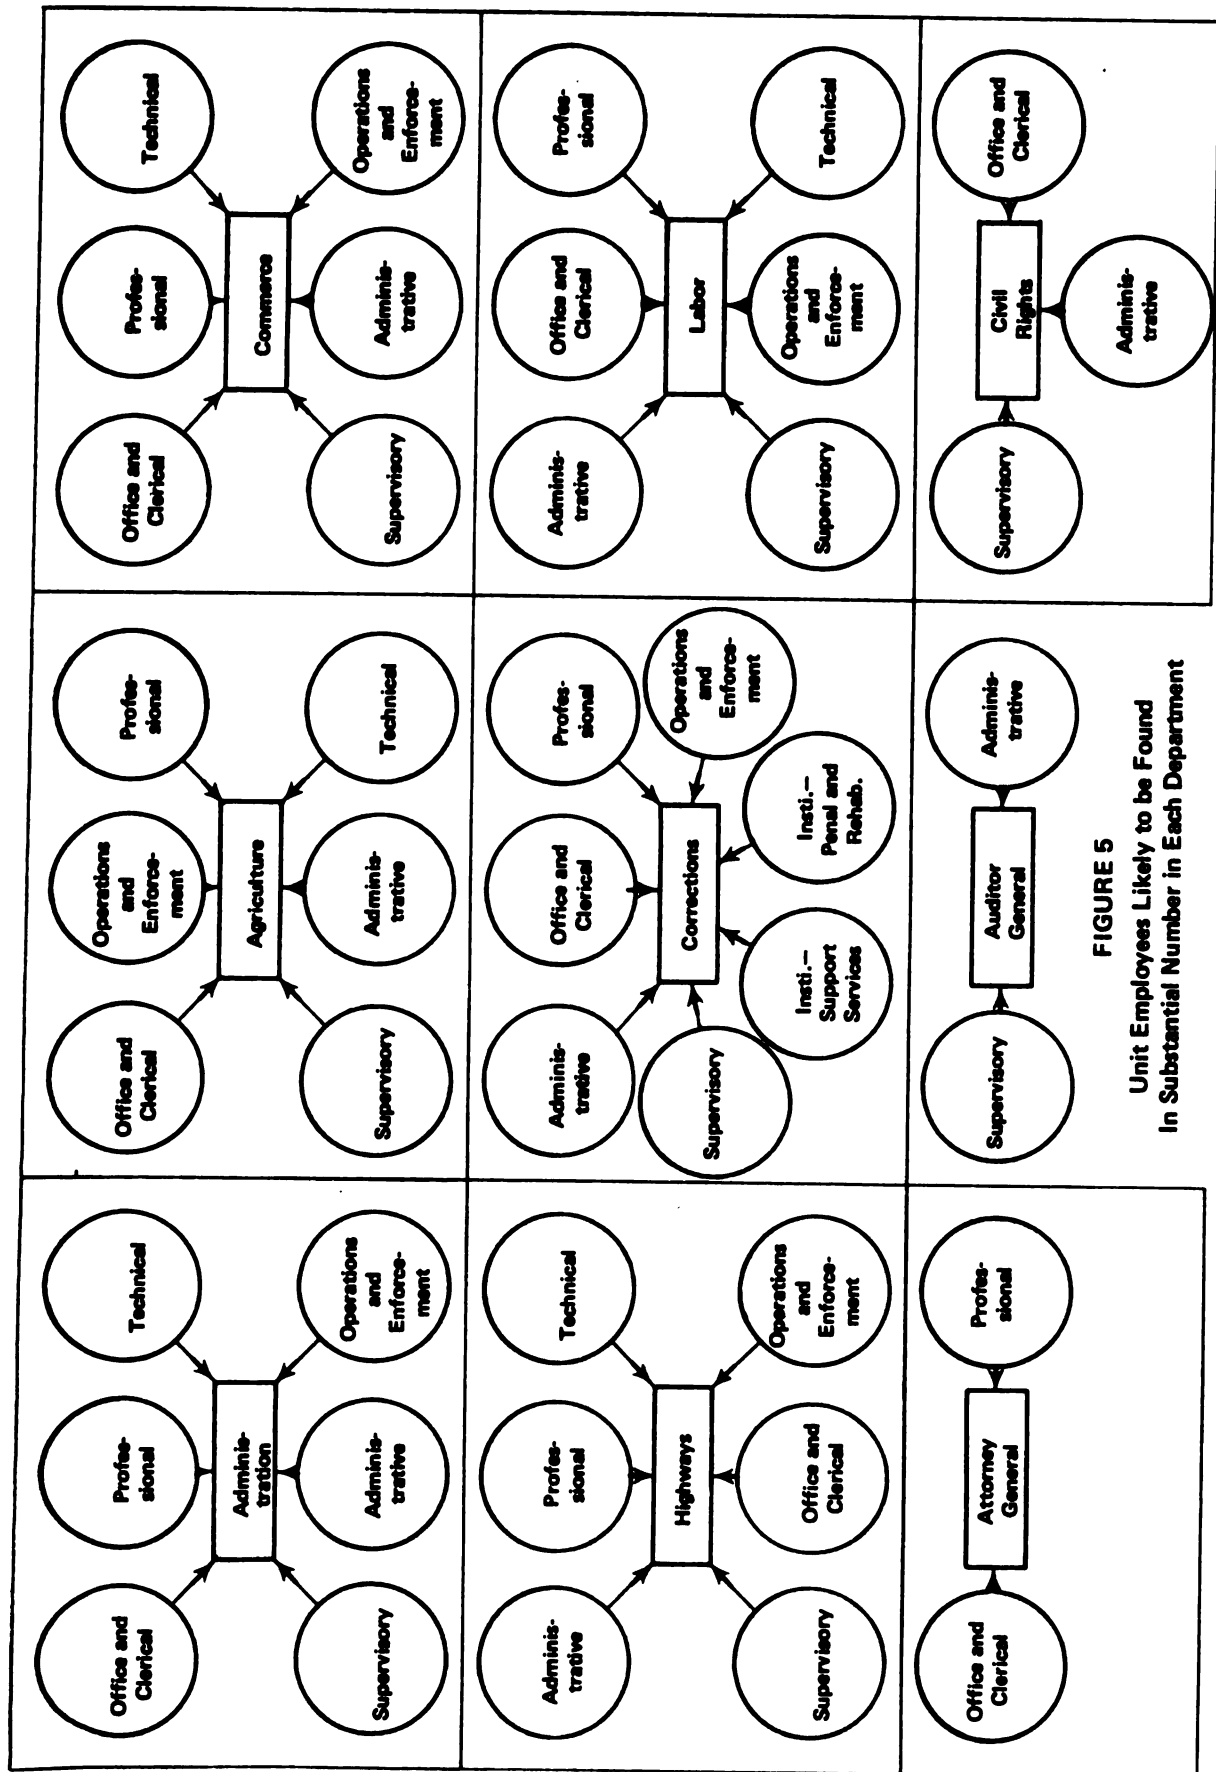 Office and
Clerical
Profes-
sional
Technical
Adminis-
tration
Supervisory
Adminis-
trative
Operations
and
Enforce-
ment
Office and
Clerical
Operations
and
Enforce-
ment
Profes-
sional
Agriculture
Supervisory
Adminis-
trative
Technical
Office and
Clerical
Profes-
sional
Technical
Commerce
Supervisory
Adminis-
trative
Operations
and
Enforce-
ment
Adminis-
trative
Profes-
sional
Technical
Highways
Supervisory
Office and
Clerical
Operations
and
Enforce-
ment
Adminis-
trative
Office and
Clerical
Profes-
sional
Corrections
Supervisory
Insti.—
Support
Services
Insti.—
Penal and
Rehab.
Operations
and
Enforce-
ment
Adminis-
trative
Office and
Clerical
Profes-
sional
Labor
Supervisory
Operations
and
Enforce-
ment
Technical
Office and
Clerical
Attorney
General
Profes-
sional
Supervisory
Auditor
General
Adminis-
trative
Supervisory
Civil
Rights
Office and
Clerical
Adminis-
trative
FIGURE 5
Unit Employees Likely to be Found
In Substantial Number in Each Department